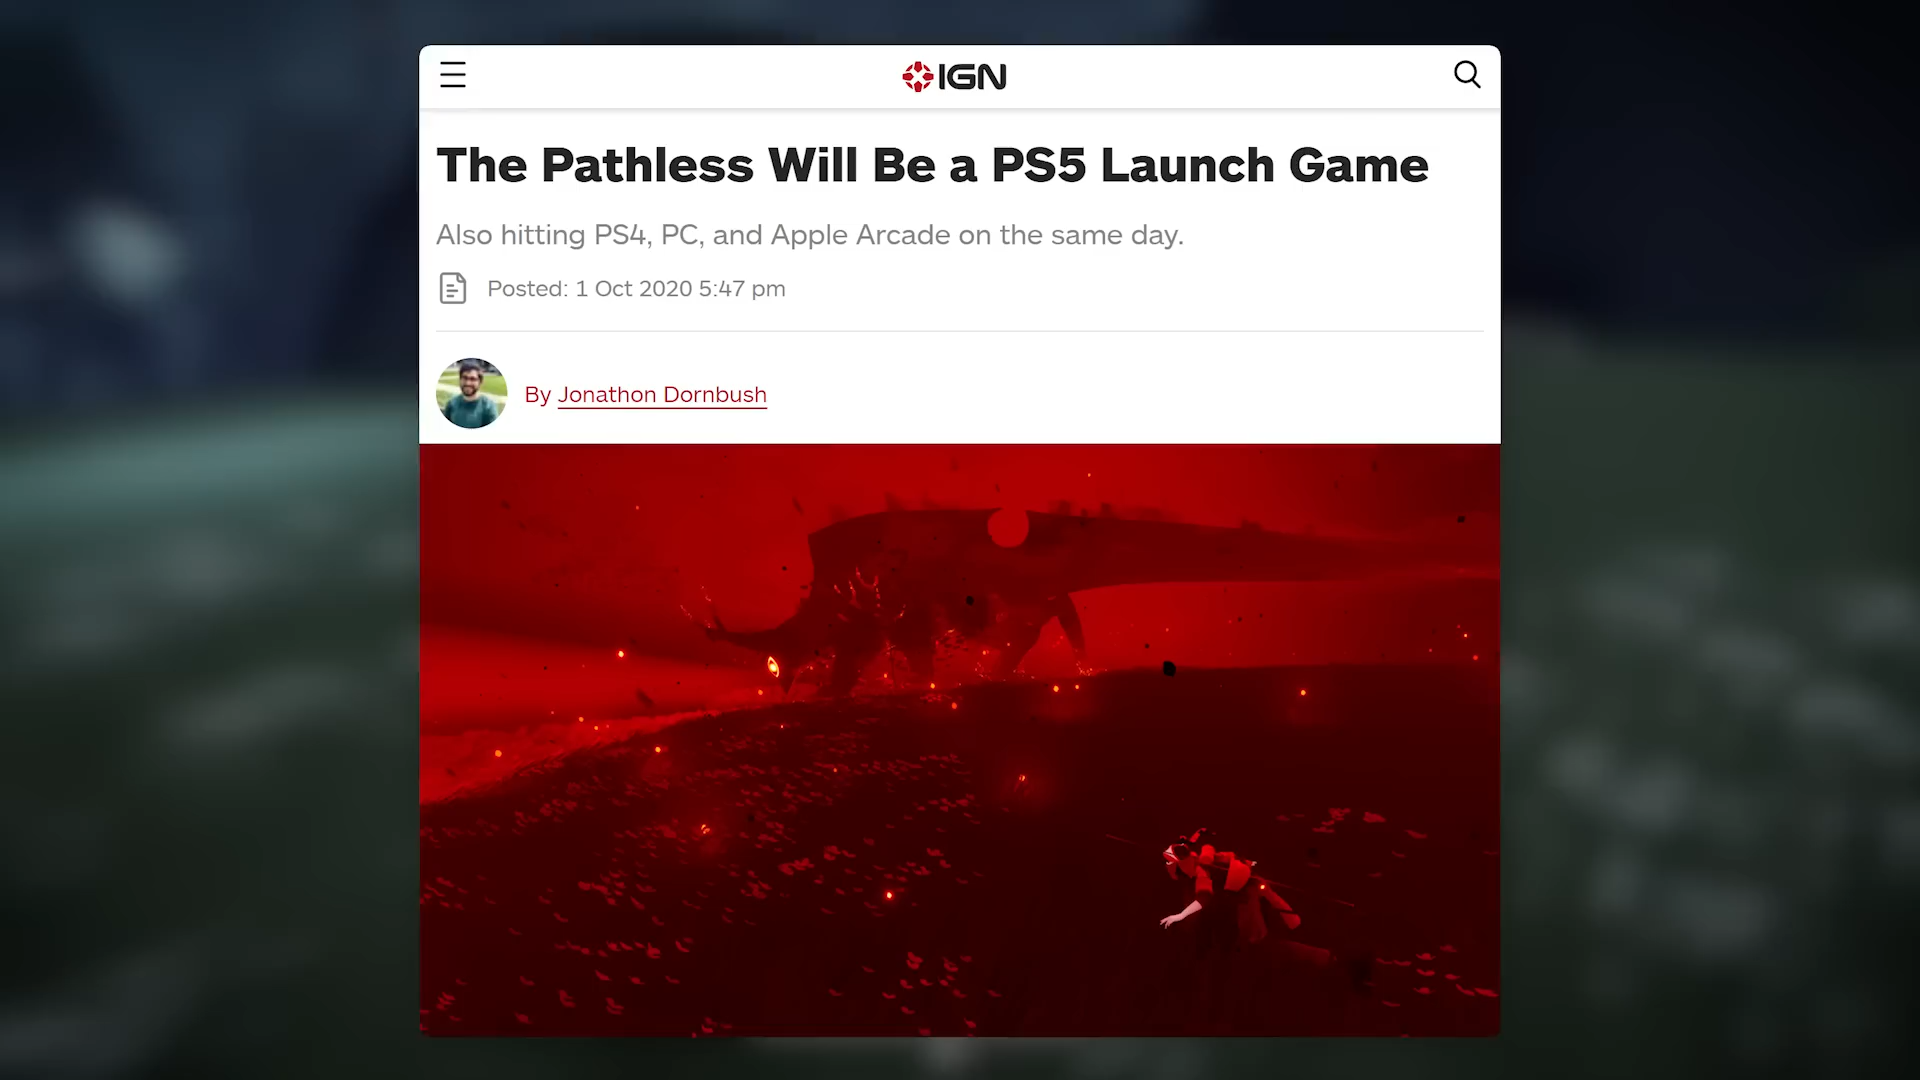 IGN
The Pathless Will Be a PS5 Launch Game
Also hitting PS4, PC, and Apple Arcade on the same day.
Posted: 1 Oct 2020 5:47 pm
By Jonathon Dornbush